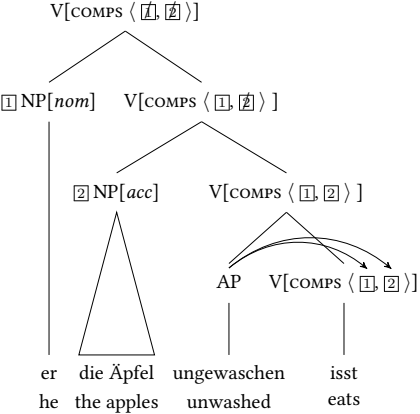 V[COMPS ⟨ 1̸, 2̸ ⟩]
1 NP[nom] V[COMPS ⟨ 1, 2̸ ⟩ ]
2 NP[acc] V[COMPS ⟨ 1, 2 ⟩ ]
AP V[COMPS ⟨ 1, 2 ⟩]
er die Äpfel ungewaschen isst
he the apples unwashed eats